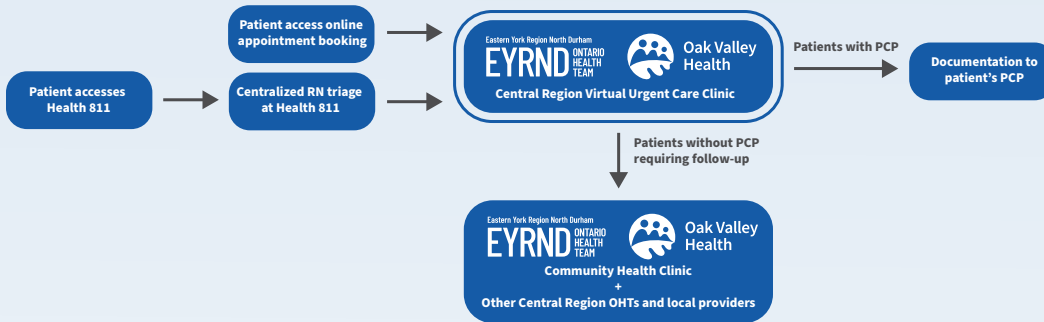 Patient access online
appointment booking
Patient accesses
Health 811
Centralized RN triage
at Health 811
Eastern York Region North Durham
EYRND ONTARIO
HEALTH
TEAM
Oak Valley
Health
Central Region Virtual Urgent Care Clinic
Patients with PCP
Documentation to
patient's PCP
Patients without PCP
requiring follow-up
Eastern York Region North Durham
EYRND ONTARIO
HEALTH
TEAM
Oak Valley
Health
Community Health Clinic
+
Other Central Region OHTs and local providers